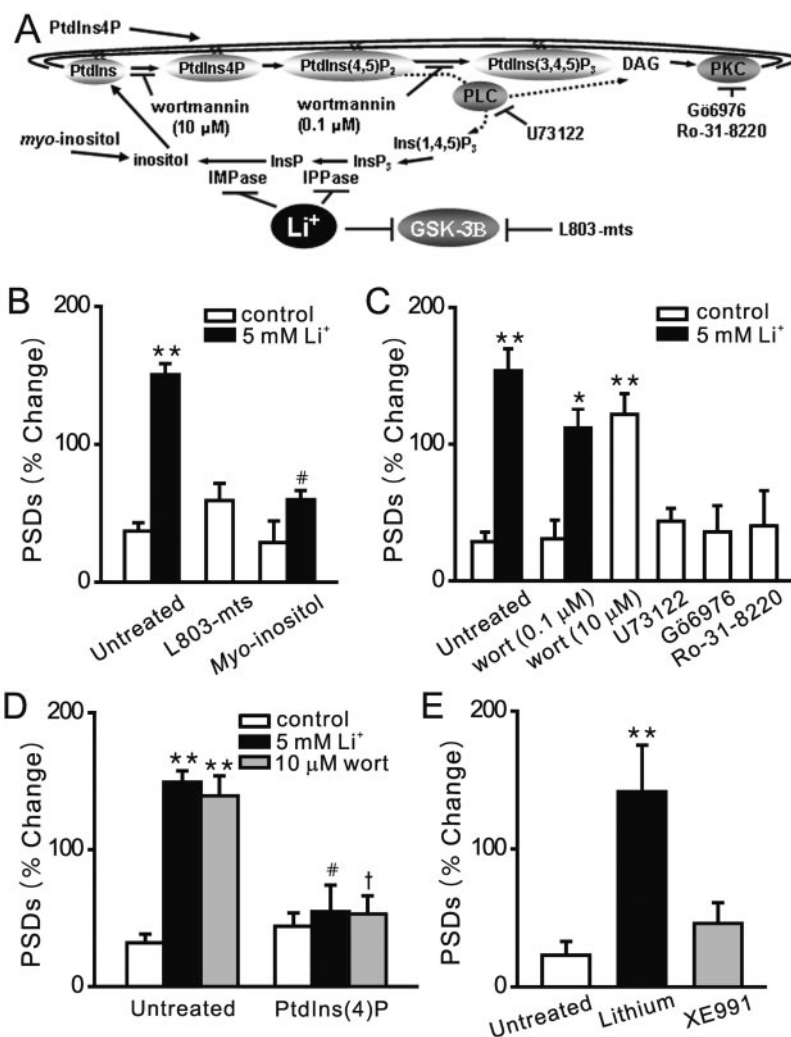 A
PtdIns4P
PtdIns PtdIns4P PtdIns(4,5)P₂ PtdIns(3,4,5)P₃ DAG PKC
wortmannin
(10 μM)
wortmannin
(0.1 μM)
PLC
U73122
Gö6976
Ro-31-8220
myo-inositol
inositol InsP InsP₃ Ins(1,4,5)P₃
IMPase IPPase
Li⁺ GSK-3B L803-mts
B
control
5 mM Li⁺
PSDs (% Change)
200
100
0
**
#
Untreated
L803-mts
Myo-inositol
C
control
5 mM Li⁺
PSDs (% Change)
200
100
0
**
*
**
Untreated
wort (0.1 μM)
wort (10 μM)
U73122
Gö6976
Ro-31-8220
D
control
5 mM Li⁺
10 μM wort
PSDs (% Change)
200
100
0
** **
# †
Untreated PtdIns(4)P
E
PSDs (% Change)
200
100
0
**
Untreated
Lithium
XE991